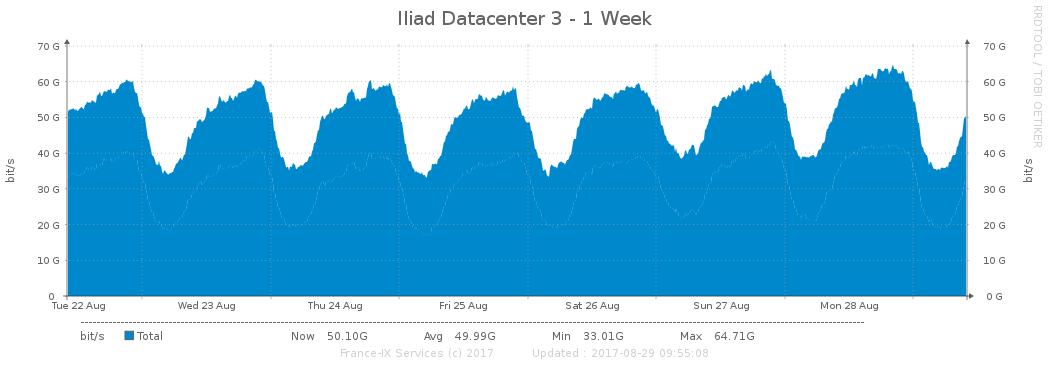 Iliad Datacenter 3 - 1 Week
RRDTOOL / TOBI OETIKER
70 G 70 G
60 G 60 G
50 G 50 G
40 G 40 G
30 G 30 G
20 G 20 G
10 G 10 G
0 0 G
bit/s
bit/s
Tue 22 Aug Wed 23 Aug Thu 24 Aug Fri 25 Aug Sat 26 Aug Sun 27 Aug Mon 28 Aug
bit/s Total Now 50.10G Avg 49.99G Min 33.01G Max 64.71G
France-IX Services (c) 2017 Updated : 2017-08-29 09:55:08